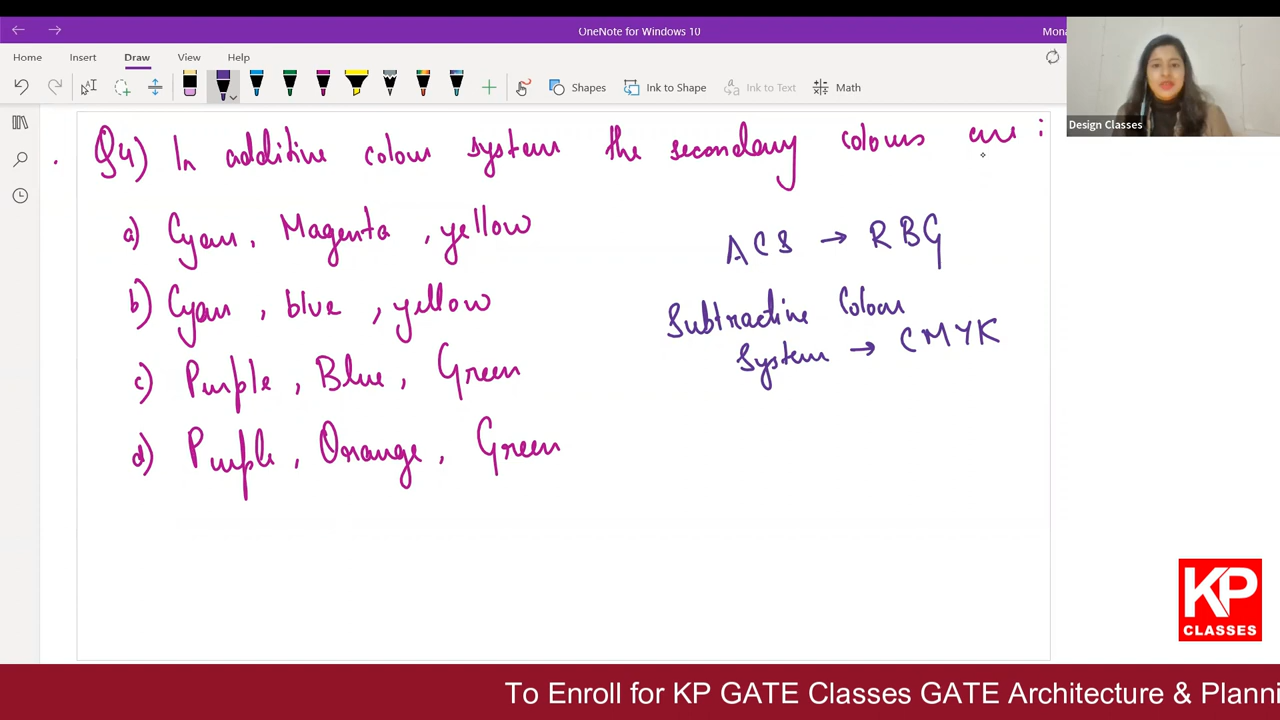 OneNote for Windows 10
Mona
Home Insert Draw View Help
Shapes Ink to Shape Ink to Text Math
Design Classes
Q4) In additive colour system the secondary colours are :
a) Cyan, Magenta, yellow
b) Cyan, blue, yellow
c) Purple, Blue, Green
d) Purple, Orange, Green
ACS → RBG
Subtractive Colour
System → CMYK
KP
CLASSES
To Enroll for KP GATE Classes GATE Architecture & Planni